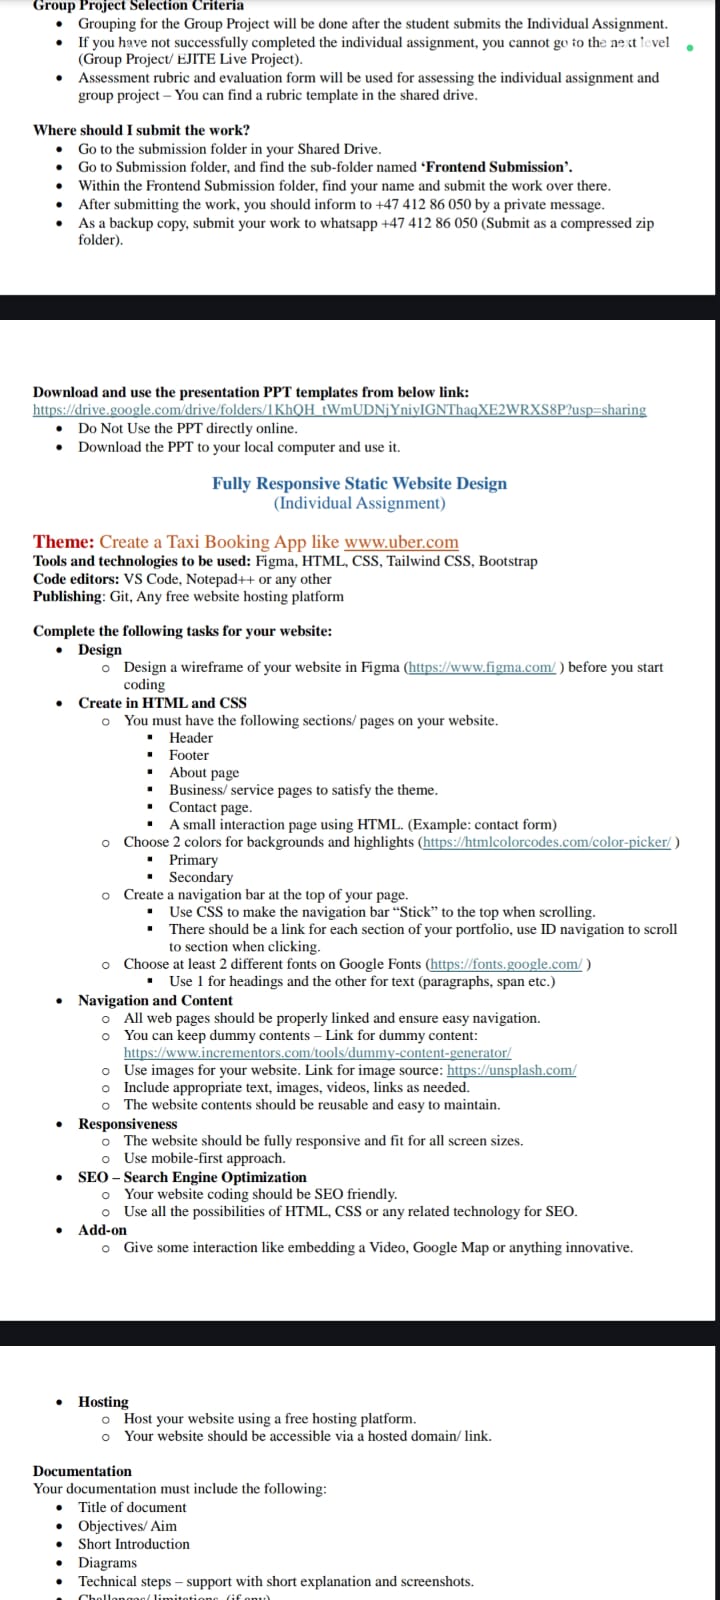 Group Project Selection Criteria
• Grouping for the Group Project will be done after the student submits the Individual Assignment.
• If you have not successfully completed the individual assignment, you cannot go to the next level
(Group Project/ EJITE Live Project).
• Assessment rubric and evaluation form will be used for assessing the individual assignment and
group project – You can find a rubric template in the shared drive.
Where should I submit the work?
• Go to the submission folder in your Shared Drive.
• Go to Submission folder, and find the sub-folder named ‘Frontend Submission’.
• Within the Frontend Submission folder, find your name and submit the work over there.
• After submitting the work, you should inform to +47 412 86 050 by a private message.
• As a backup copy, submit your work to whatsapp +47 412 86 050 (Submit as a compressed zip
folder).
Download and use the presentation PPT templates from below link:
https://drive.google.com/drive/folders/1KhQH_tWmUDNjYniyIGNThaqXE2WRXS8P?usp=sharing
• Do Not Use the PPT directly online.
• Download the PPT to your local computer and use it.
Fully Responsive Static Website Design
(Individual Assignment)
Theme: Create a Taxi Booking App like www.uber.com
Tools and technologies to be used: Figma, HTML, CSS, Tailwind CSS, Bootstrap
Code editors: VS Code, Notepad++ or any other
Publishing: Git, Any free website hosting platform
Complete the following tasks for your website:
• Design
o Design a wireframe of your website in Figma (https://www.figma.com/ ) before you start
coding
• Create in HTML and CSS
o You must have the following sections/ pages on your website.
▪ Header
▪ Footer
▪ About page
▪ Business/ service pages to satisfy the theme.
▪ Contact page.
▪ A small interaction page using HTML. (Example: contact form)
o Choose 2 colors for backgrounds and highlights (https://htmlcolorcodes.com/color-picker/ )
▪ Primary
▪ Secondary
o Create a navigation bar at the top of your page.
▪ Use CSS to make the navigation bar “Stick” to the top when scrolling.
▪ There should be a link for each section of your portfolio, use ID navigation to scroll
to section when clicking.
o Choose at least 2 different fonts on Google Fonts (https://fonts.google.com/ )
▪ Use 1 for headings and the other for text (paragraphs, span etc.)
• Navigation and Content
o All web pages should be properly linked and ensure easy navigation.
o You can keep dummy contents – Link for dummy content:
https://www.incrementors.com/tools/dummy-content-generator/
o Use images for your website. Link for image source: https://unsplash.com/
o Include appropriate text, images, videos, links as needed.
o The website contents should be reusable and easy to maintain.
• Responsiveness
o The website should be fully responsive and fit for all screen sizes.
o Use mobile-first approach.
• SEO – Search Engine Optimization
o Your website coding should be SEO friendly.
o Use all the possibilities of HTML, CSS or any related technology for SEO.
• Add-on
o Give some interaction like embedding a Video, Google Map or anything innovative.
• Hosting
o Host your website using a free hosting platform.
o Your website should be accessible via a hosted domain/ link.
Documentation
Your documentation must include the following:
• Title of document
• Objectives/ Aim
• Short Introduction
• Diagrams
• Technical steps – support with short explanation and screenshots.
• Challenges/ limitations (if any)